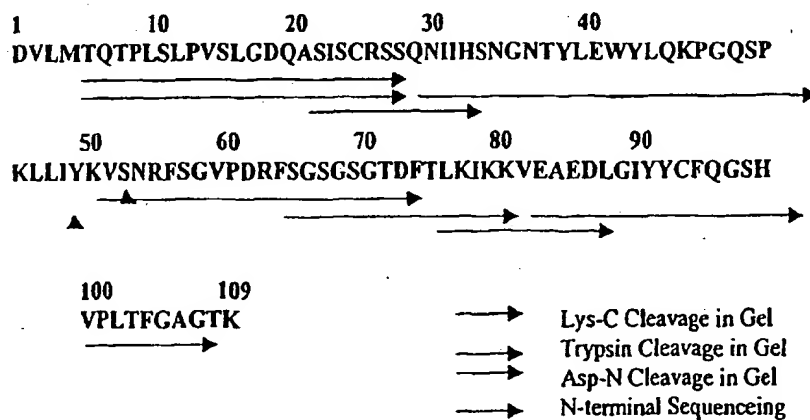 1 10 20 30 40
DVLMTQTPLSLPVSLGDQASISCRSSQNIIHSNGNTYLEWYLQKPGQSP
50 60 70 80 90
KLLIYKVSNRFSGVPDRFSGSGSGTDFTLKIKKVEAEDLGIYYCFQGSH
100 109
VPLTFGAGTK
Lys-C Cleavage in Gel
Trypsin Cleavage in Gel
Asp-N Cleavage in Gel
N-terminal Sequenceing